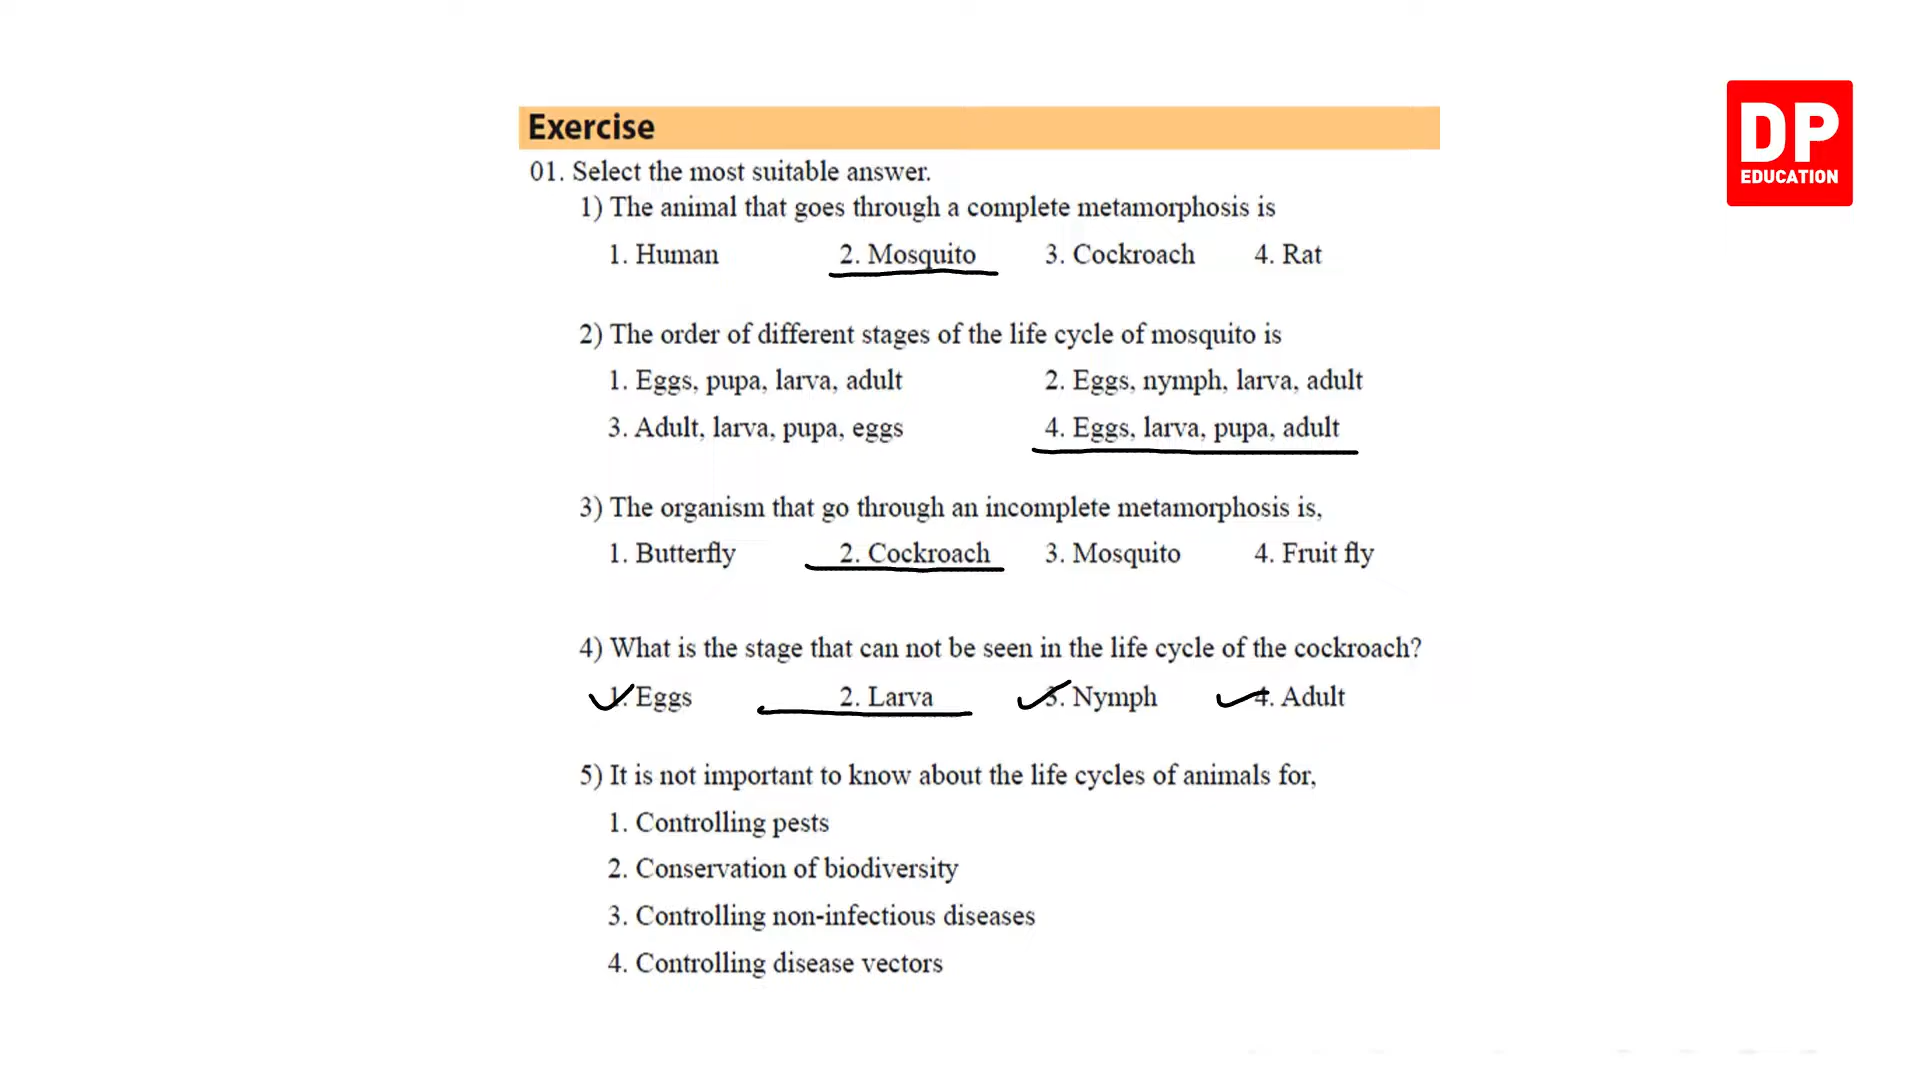 DP
EDUCATION
Exercise
01. Select the most suitable answer.
1) The animal that goes through a complete metamorphosis is
1. Human 2. Mosquito 3. Cockroach 4. Rat
2) The order of different stages of the life cycle of mosquito is
1. Eggs, pupa, larva, adult 2. Eggs, nymph, larva, adult
3. Adult, larva, pupa, eggs 4. Eggs, larva, pupa, adult
3) The organism that go through an incomplete metamorphosis is,
1. Butterfly 2. Cockroach 3. Mosquito 4. Fruit fly
4) What is the stage that can not be seen in the life cycle of the cockroach?
1. Eggs 2. Larva 3. Nymph 4. Adult
5) It is not important to know about the life cycles of animals for,
1. Controlling pests
2. Conservation of biodiversity
3. Controlling non-infectious diseases
4. Controlling disease vectors